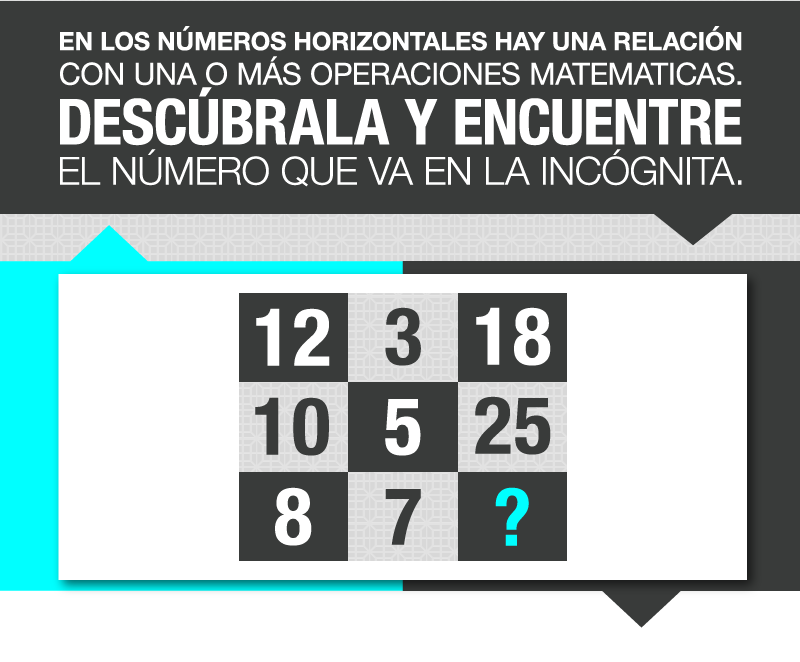 EN LOS NÚMEROS HORIZONTALES HAY UNA RELACIÓN
CON UNA O MÁS OPERACIONES MATEMATICAS.
DESCÚBRALA Y ENCUENTRE
EL NÚMERO QUE VA EN LA INCÓGNITA.
12 3 18
10 5 25
8 7 ?